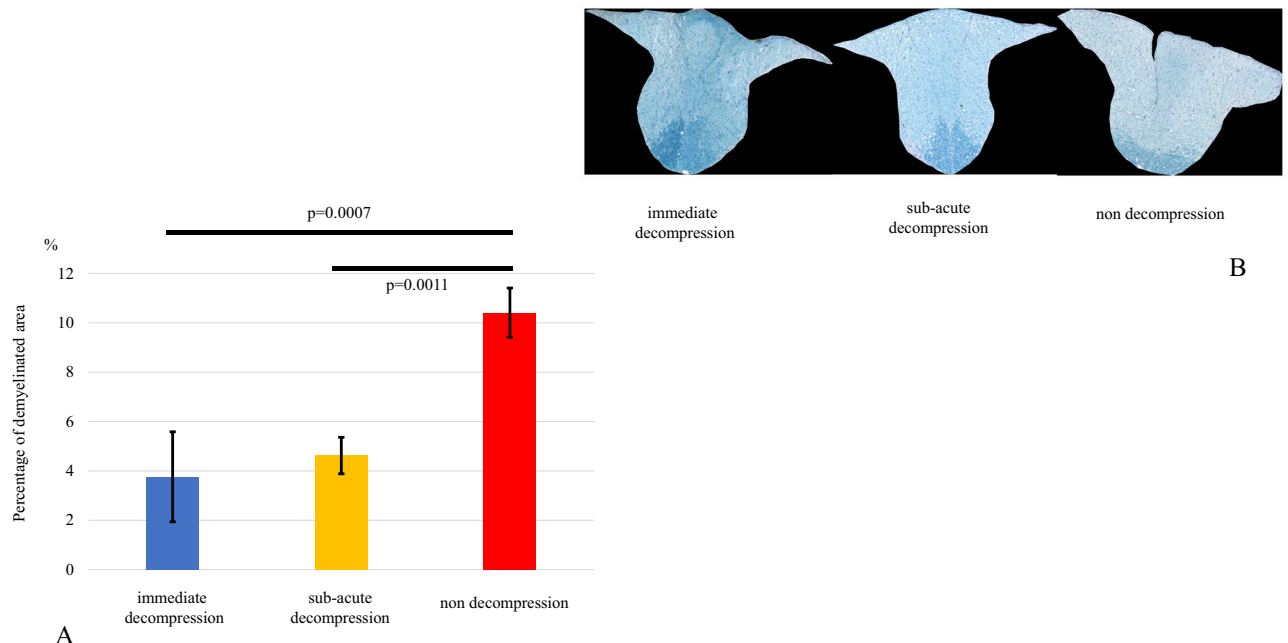 immediate
decompression
sub-acute
decompression
non decompression
B
p=0.0007
%
p=0.0011
12
10
8
6
4
2
0
Percentage of demyelinated area
immediate
decompression
sub-acute
decompression
non decompression
A